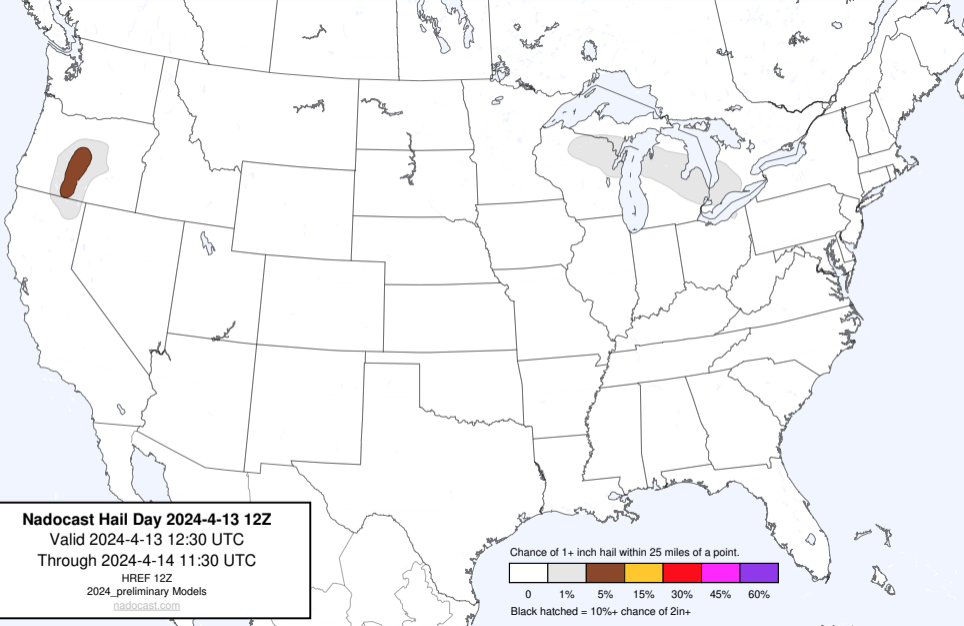 Nadocast Hail Day 2024-4-13 12Z
Valid 2024-4-13 12:30 UTC
Through 2024-4-14 11:30 UTC
HREF 12Z
2024_preliminary Models
nadocast.com
Chance of 1+ inch hail within 25 miles of a point.
0 1% 5% 15% 30% 45% 60%
Black hatched = 10%+ chance of 2in+